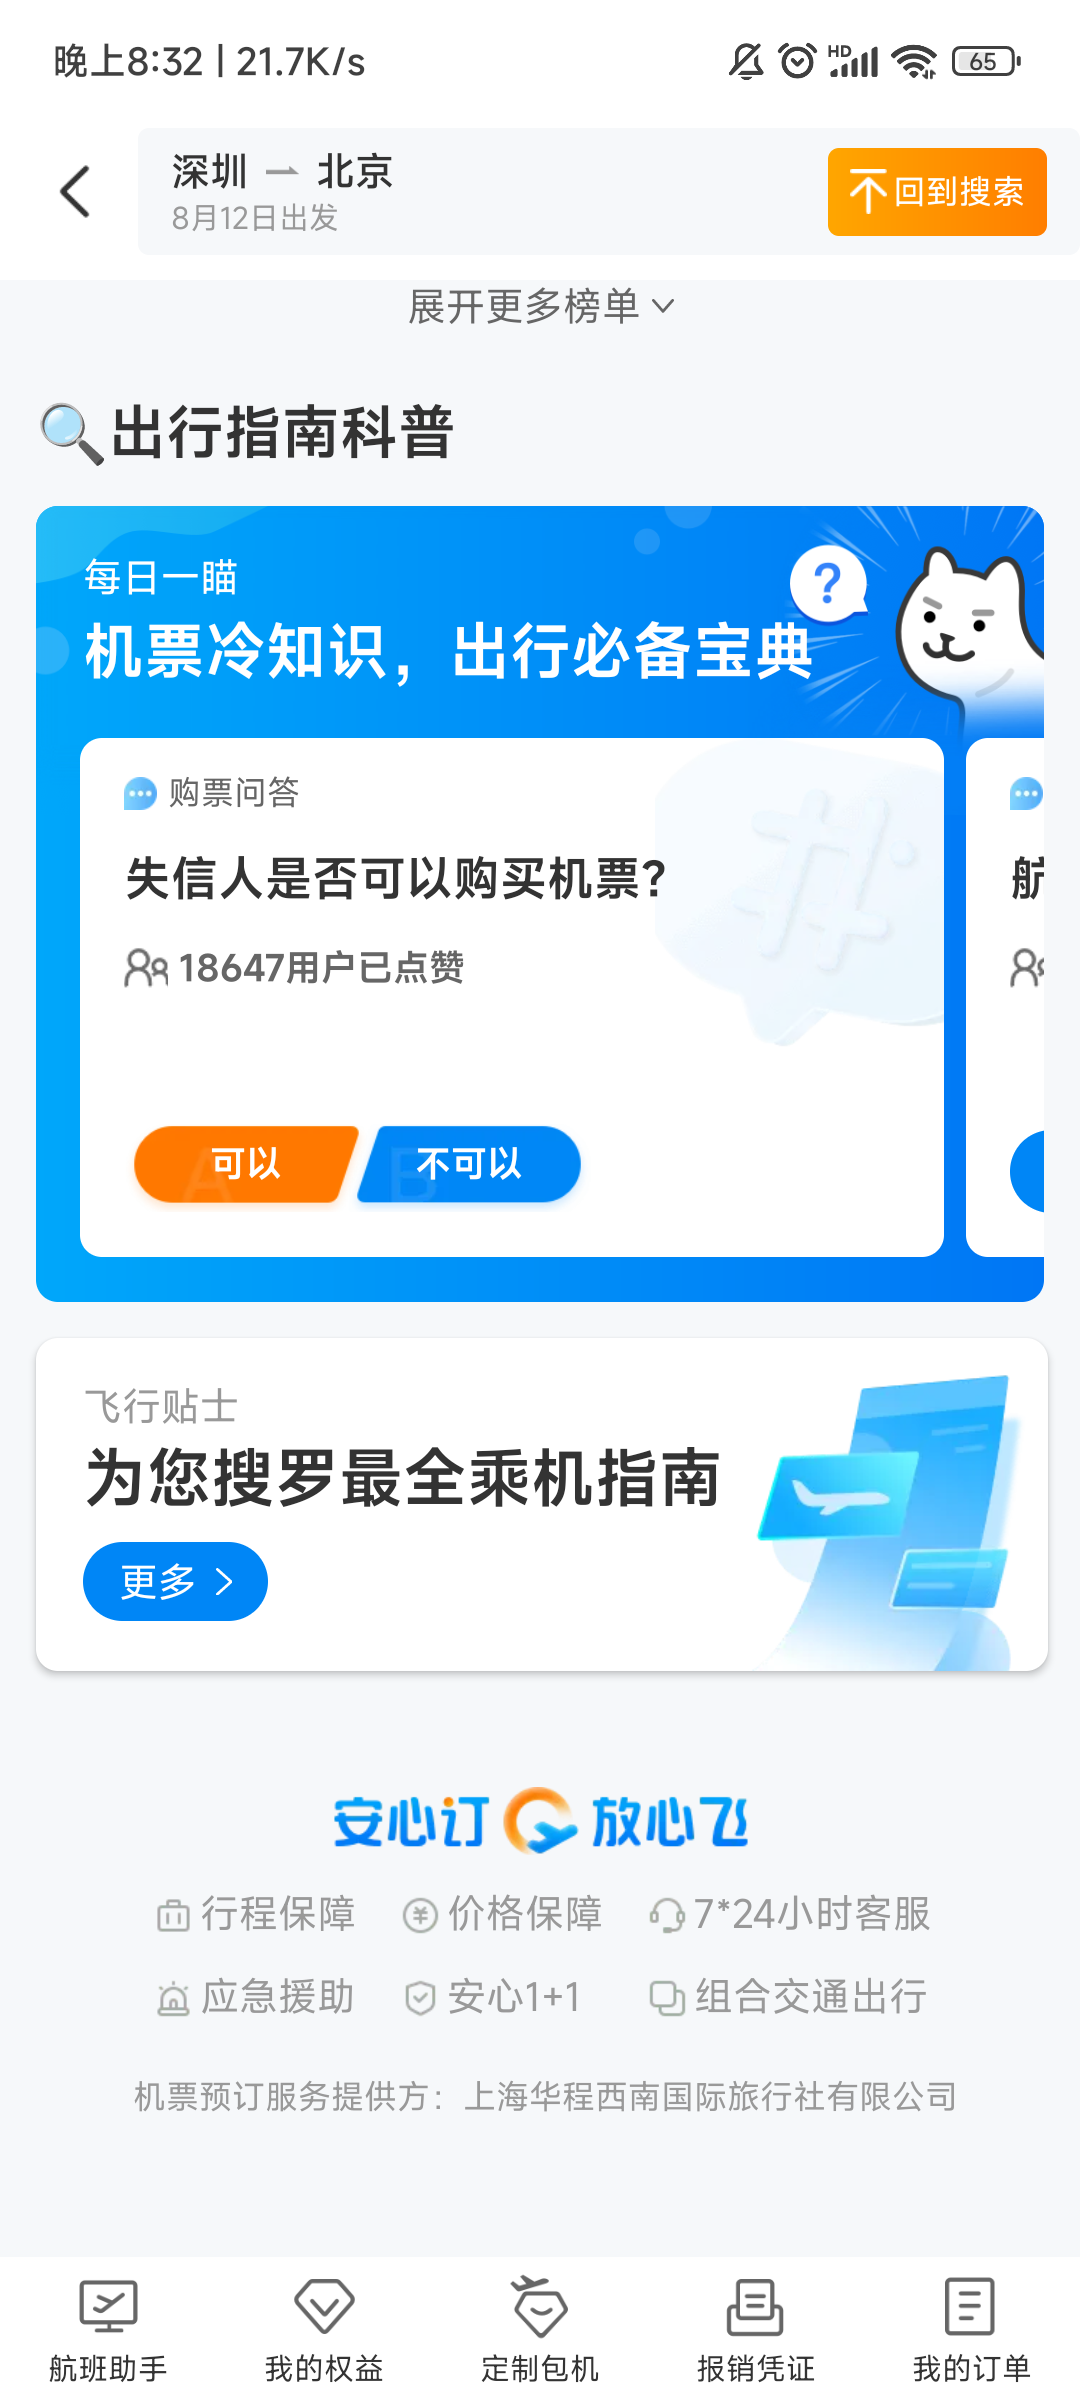 晚上8:32 | 21.7K/s
HD
65
深圳 北京
8月12日出发
回到搜索
展开更多榜单
出行指南科普
每日一瞄
机票冷知识，出行必备宝典
?
购票问答
失信人是否可以购买机票?
18647用户已点赞
A 可以
B 不可以
航
飞行贴士
为您搜罗最全乘机指南
更多
安心订 放心飞
行程保障 价格保障 7*24小时客服
应急援助 安心1+1 组合交通出行
机票预订服务提供方：上海华程西南国际旅行社有限公司
航班助手 我的权益 定制包机 报销凭证 我的订单